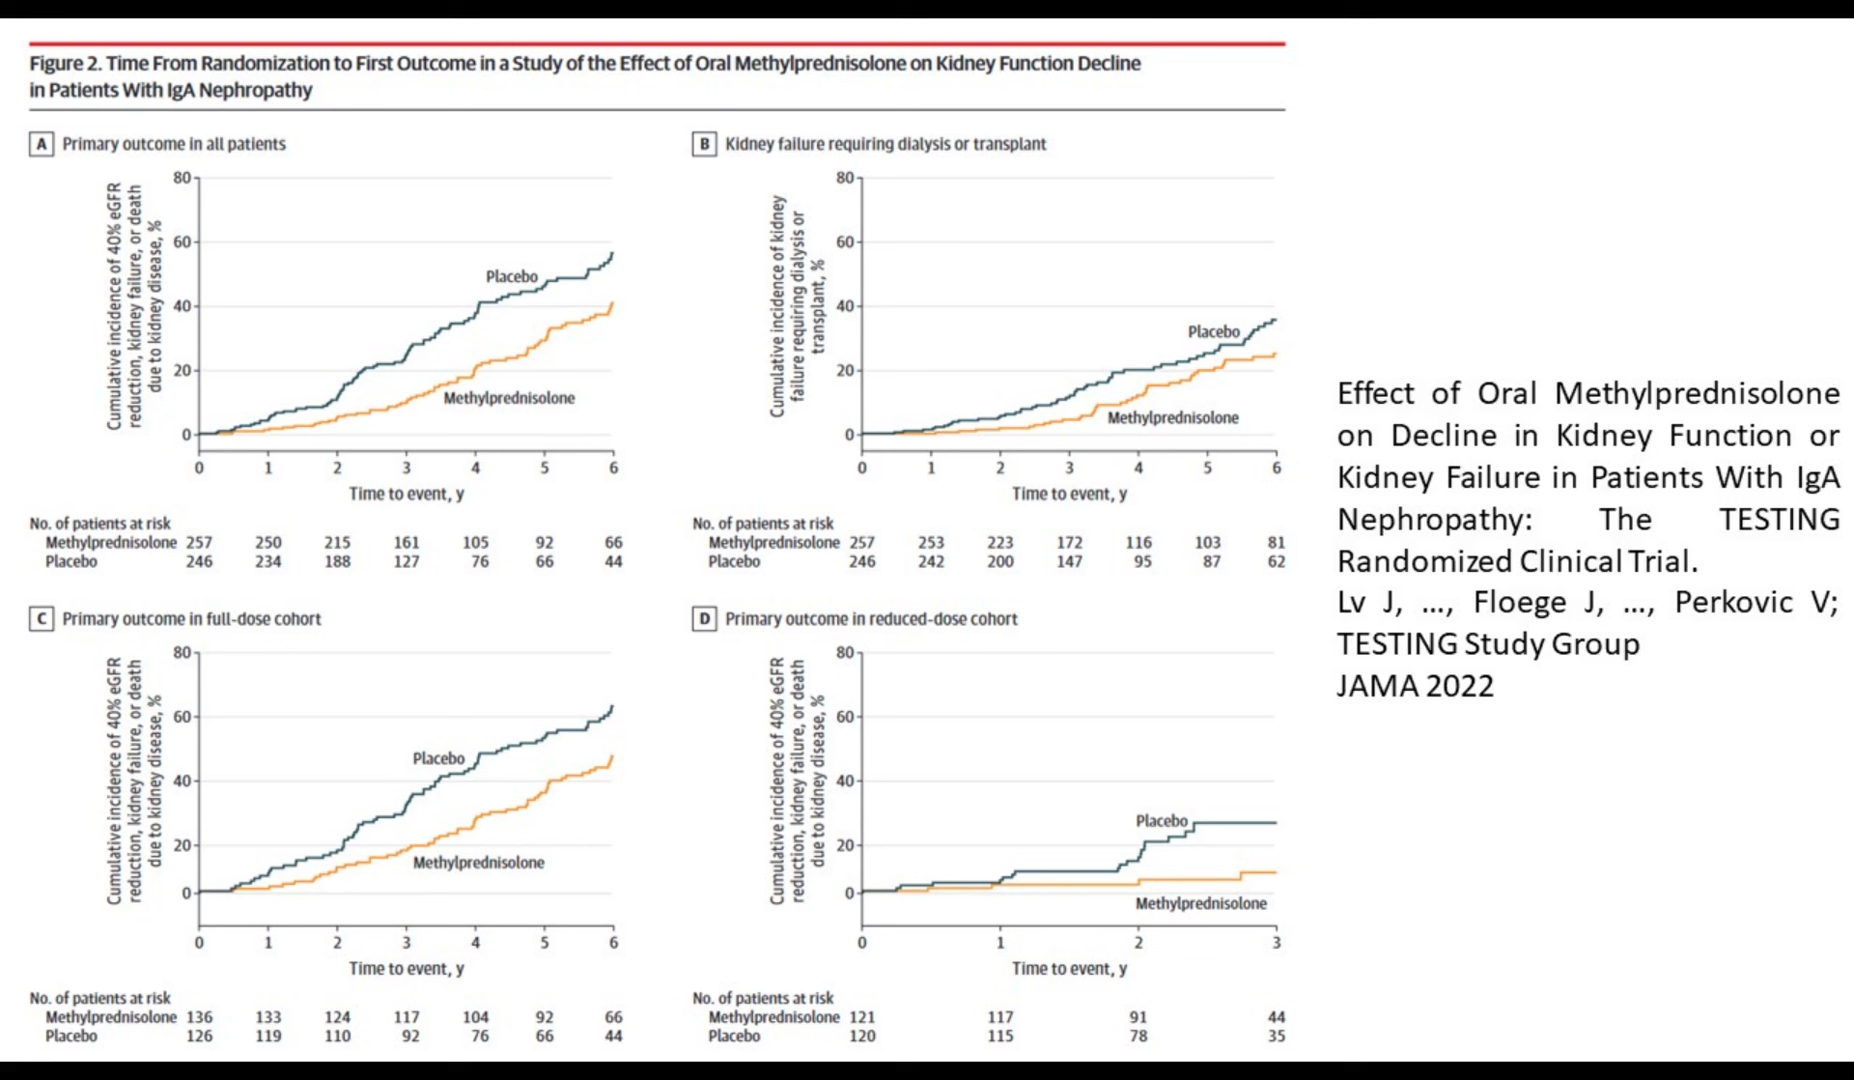 Figure 2. Time From Randomization to First Outcome in a Study of the Effect of Oral Methylprednisolone on Kidney Function Decline
in Patients With IgA Nephropathy
A Primary outcome in all patients
Cumulative incidence of 40% eGFR
reduction, kidney failure, or death
due to kidney disease, %
80
60
40
20
0
Placebo
Methylprednisolone
0 1 2 3 4 5 6
Time to event, y
No. of patients at risk
Methylprednisolone 257 250 215 161 105 92 66
Placebo 246 234 188 127 76 66 44
B Kidney failure requiring dialysis or transplant
Cumulative incidence of kidney
failure requiring dialysis or
transplant, %
80
60
40
20
0
Placebo
Methylprednisolone
0 1 2 3 4 5 6
Time to event, y
No. of patients at risk
Methylprednisolone 257 253 223 172 116 103 81
Placebo 246 242 200 147 95 87 62
C Primary outcome in full-dose cohort
Cumulative incidence of 40% eGFR
reduction, kidney failure, or death
due to kidney disease, %
80
60
40
20
0
Placebo
Methylprednisolone
0 1 2 3 4 5 6
Time to event, y
No. of patients at risk
Methylprednisolone 136 133 124 117 104 92 66
Placebo 126 119 110 92 76 66 44
D Primary outcome in reduced-dose cohort
Cumulative incidence of 40% eGFR
reduction, kidney failure, or death
due to kidney disease, %
80
60
40
20
0
Placebo
Methylprednisolone
0 1 2 3
Time to event, y
No. of patients at risk
Methylprednisolone 121 117 91 44
Placebo 120 115 78 35
Effect of Oral Methylprednisolone
on Decline in Kidney Function or
Kidney Failure in Patients With IgA
Nephropathy: The TESTING
Randomized Clinical Trial.
Lv J, ..., Floege J, ..., Perkovic V;
TESTING Study Group
JAMA 2022